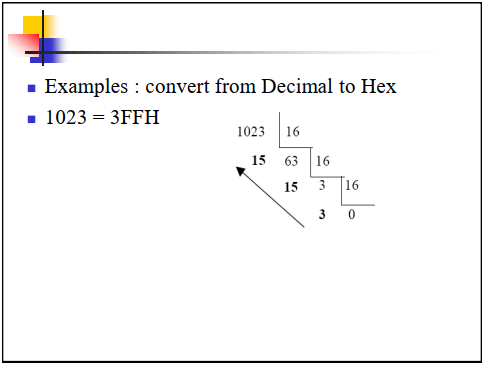 Examples : convert from Decimal to Hex
1023 = 3FFH
1023 16
15 63 16
15 3 16
3 0